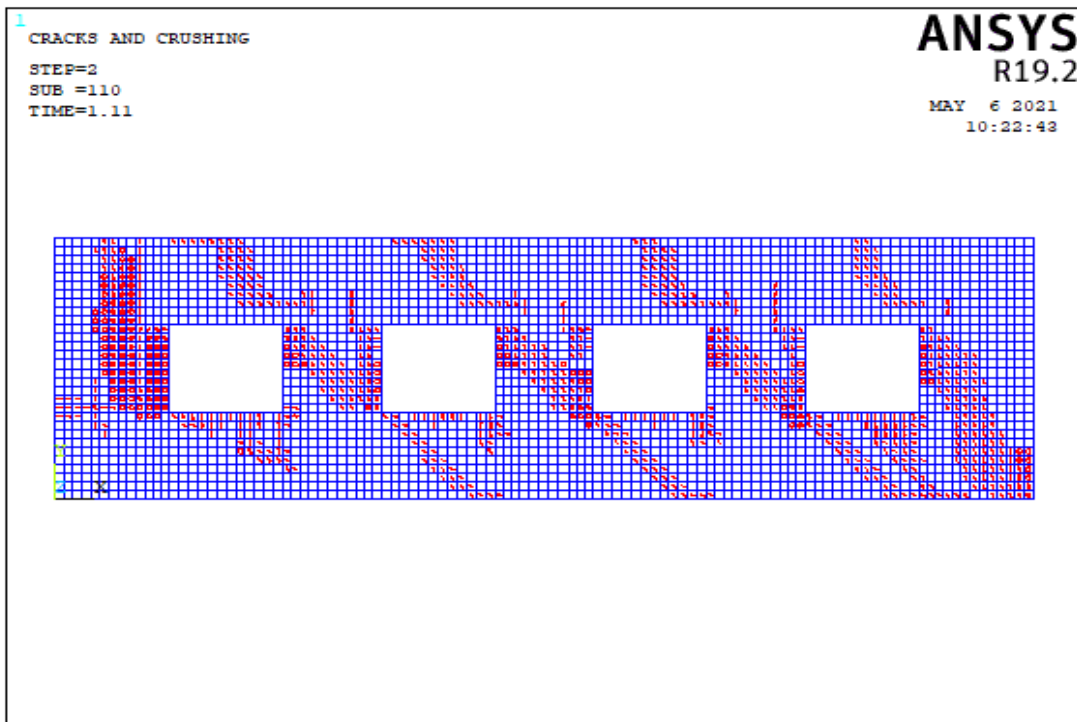 1
CRACKS AND CRUSHING
STEP=2
SUB =110
TIME=1.11
ANSYS
R19.2
MAY  6 2021
10:22:43
Y
Z X